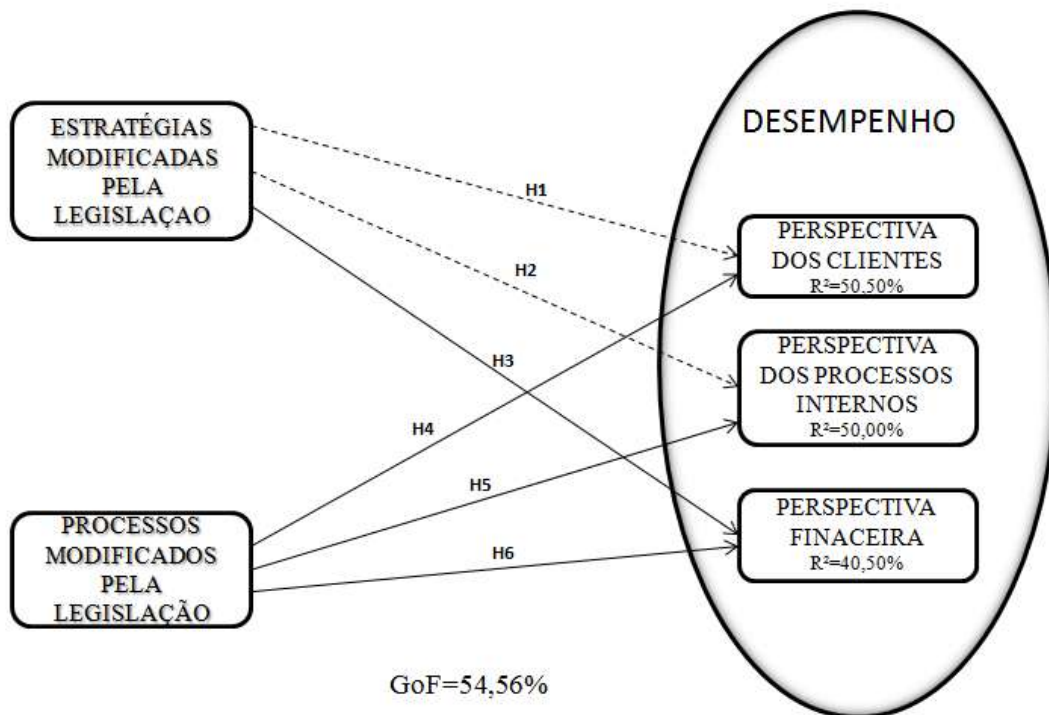 ESTRATÉGIAS
MODIFICADAS
PELA
LEGISLAÇAO
DESEMPENHO
H1
PERSPECTIVA
DOS CLIENTES
R²=50,50%
H2
PERSPECTIVA
DOS PROCESSOS
INTERNOS
R²=50,00%
H3
H4
H5
PROCESSOS
MODIFICADOS
PELA
LEGISLAÇÃO
H6
PERSPECTIVA
FINACEIRA
R²=40,50%
GoF=54,56%